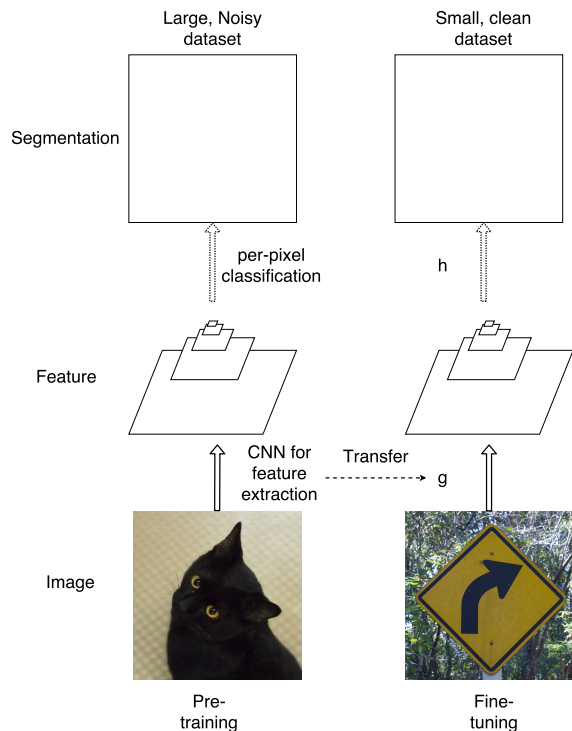 Large, Noisy
dataset
Small, clean
dataset
Segmentation
per-pixel
classification
h
Feature
CNN for
feature
extraction
Transfer
g
Image
Pre-
training
Fine-
tuning